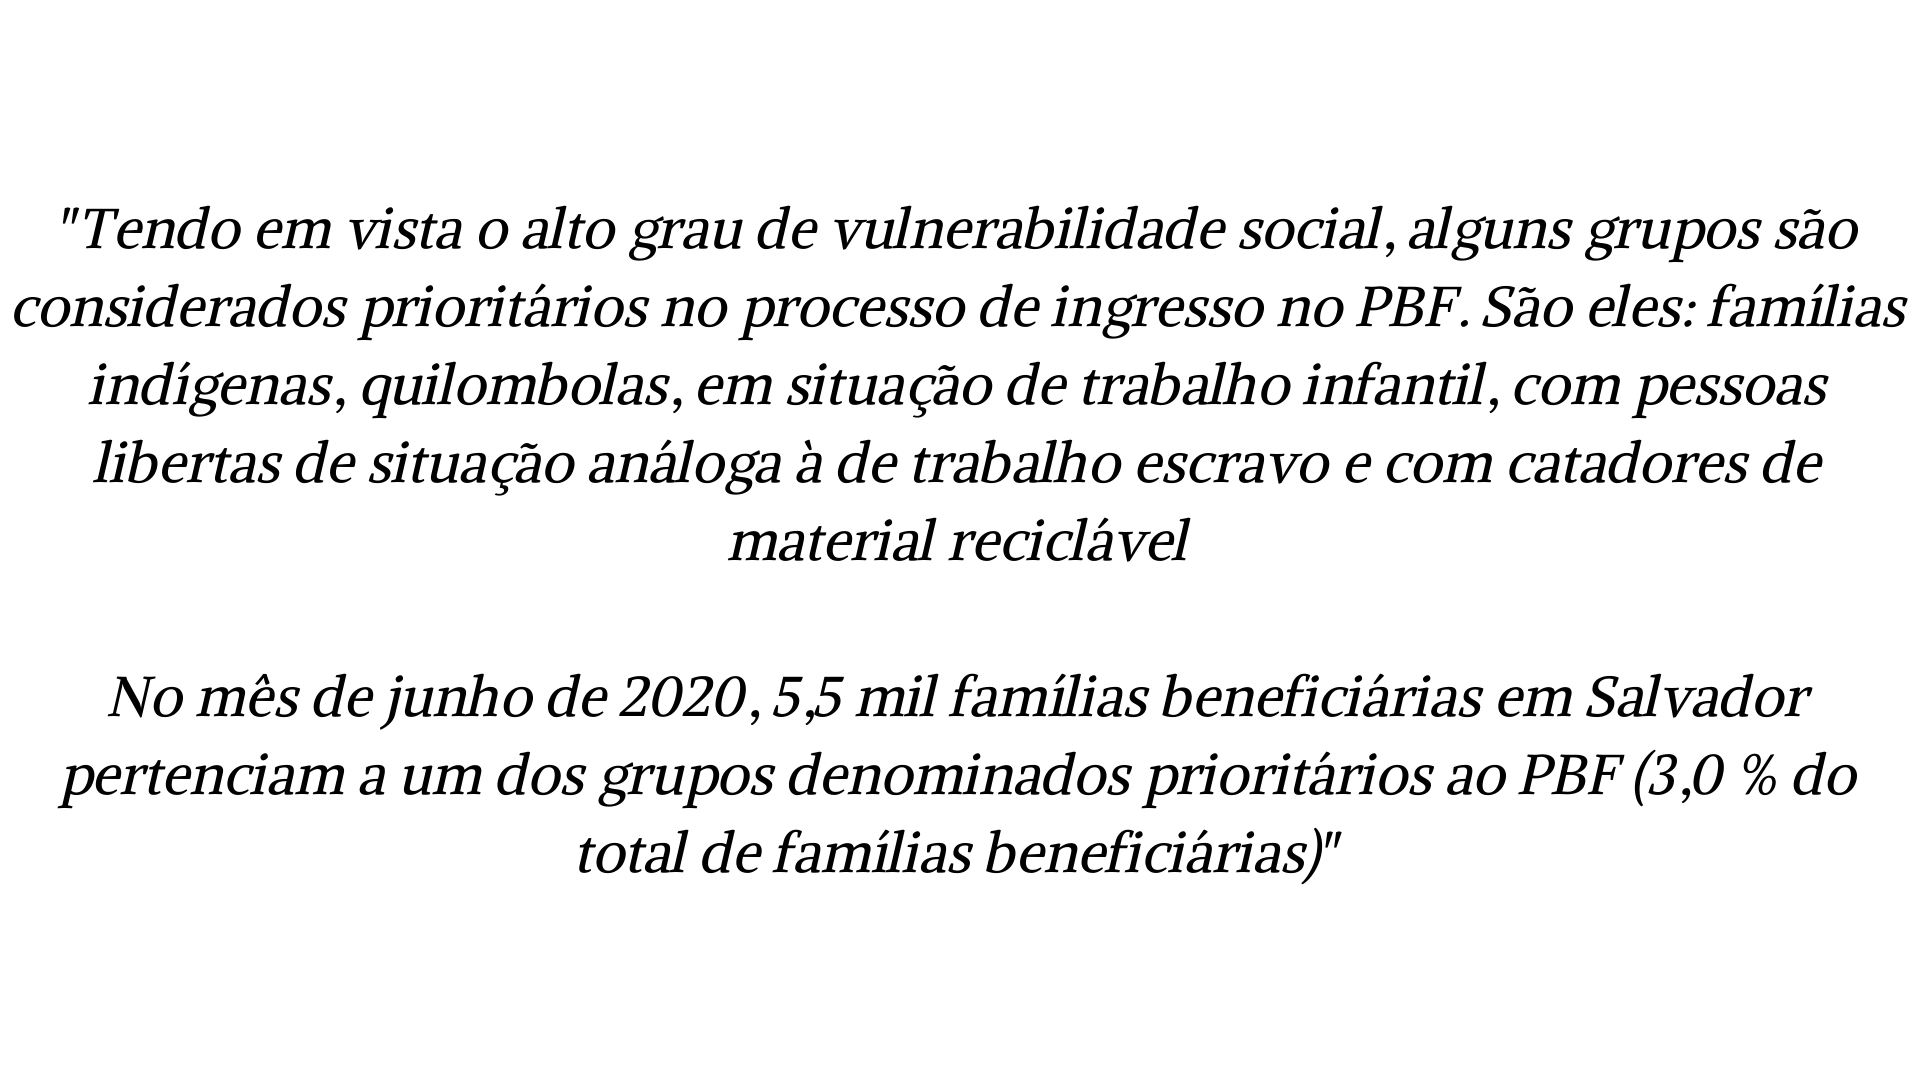 "Tendo em vista o alto grau de vulnerabilidade social, alguns grupos são
considerados prioritários no processo de ingresso no PBF. São eles: famílias
indígenas, quilombolas, em situação de trabalho infantil, com pessoas
libertas de situação análoga à de trabalho escravo e com catadores de
material reciclável
No mês de junho de 2020, 5,5 mil famílias beneficiárias em Salvador
pertenciam a um dos grupos denominados prioritários ao PBF (3,0 % do
total de famílias beneficiárias)"